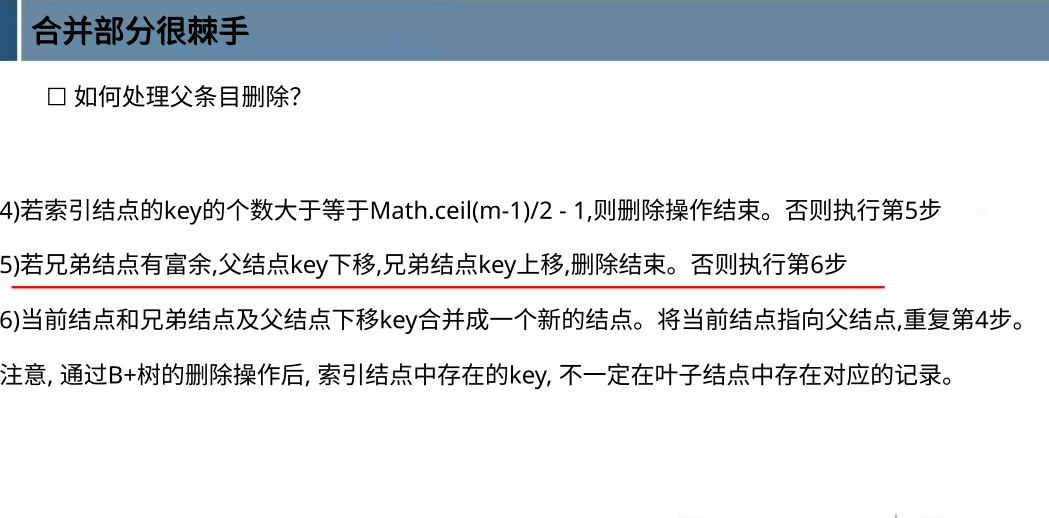 合并部分很棘手
□ 如何处理父条目删除?
4)若索引结点的key的个数大于等于Math.ceil(m-1)/2 - 1,则删除操作结束。否则执行第5步
5)若兄弟结点有富余,父结点key下移,兄弟结点key上移,删除结束。否则执行第6步
6)当前结点和兄弟结点及父结点下移key合并成一个新的结点。将当前结点指向父结点,重复第4步。
注意, 通过B+树的删除操作后, 索引结点中存在的key, 不一定在叶子结点中存在对应的记录。